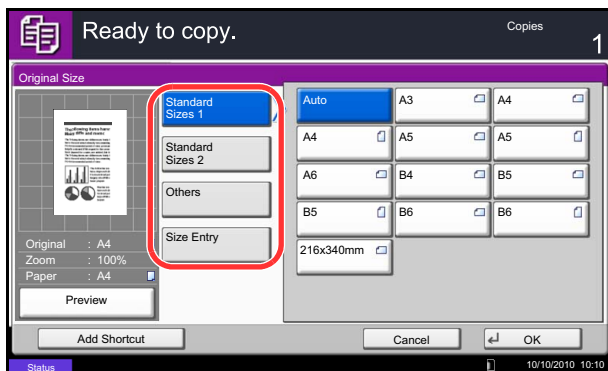 Ready to copy.
Copies
1
Original Size
Standard
Sizes 1
Standard
Sizes 2
Others
Size Entry
Auto
A3
A4
A4
A5
A5
A6
B4
B5
B5
B6
B6
216x340mm
Original : A4
Zoom : 100%
Paper : A4
Preview
Add Shortcut
Cancel
OK
Status
10/10/2010 10:10